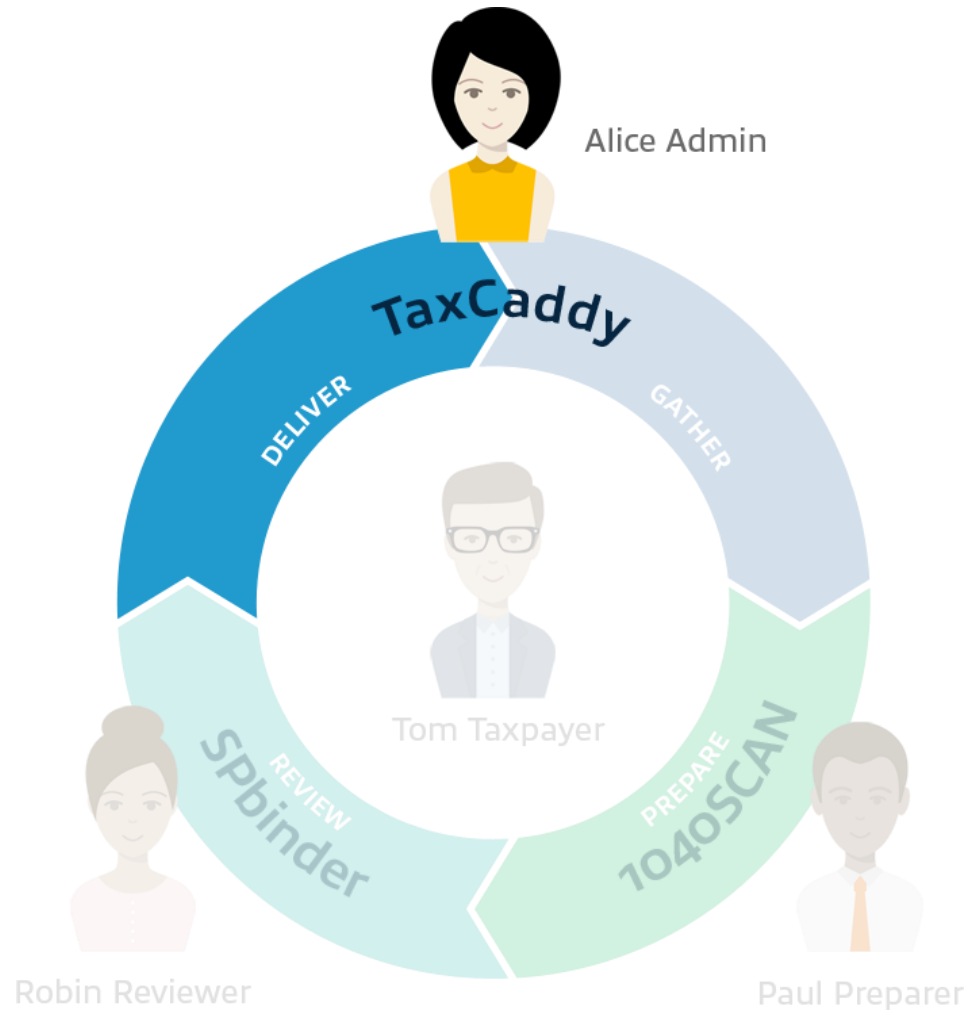 Alice Admin
TaxCaddy
DELIVER
GATHER
Tom Taxpayer
REVIEW
SPbinder
PREPARE
1040SCAN
Robin Reviewer
Paul Preparer